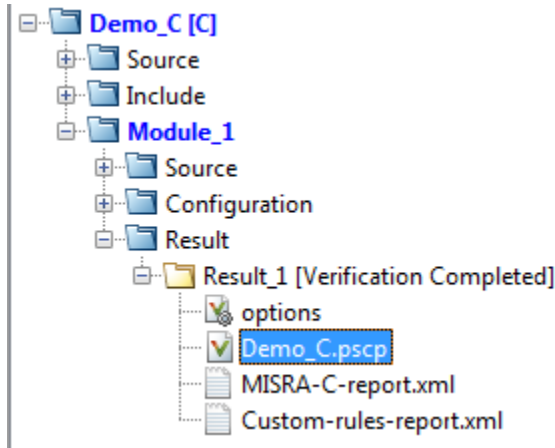 Demo_C [C]
Source
Include
Module_1
Source
Configuration
Result
Result_1 [Verification Completed]
options
Demo_C.pscp
MISRA-C-report.xml
Custom-rules-report.xml